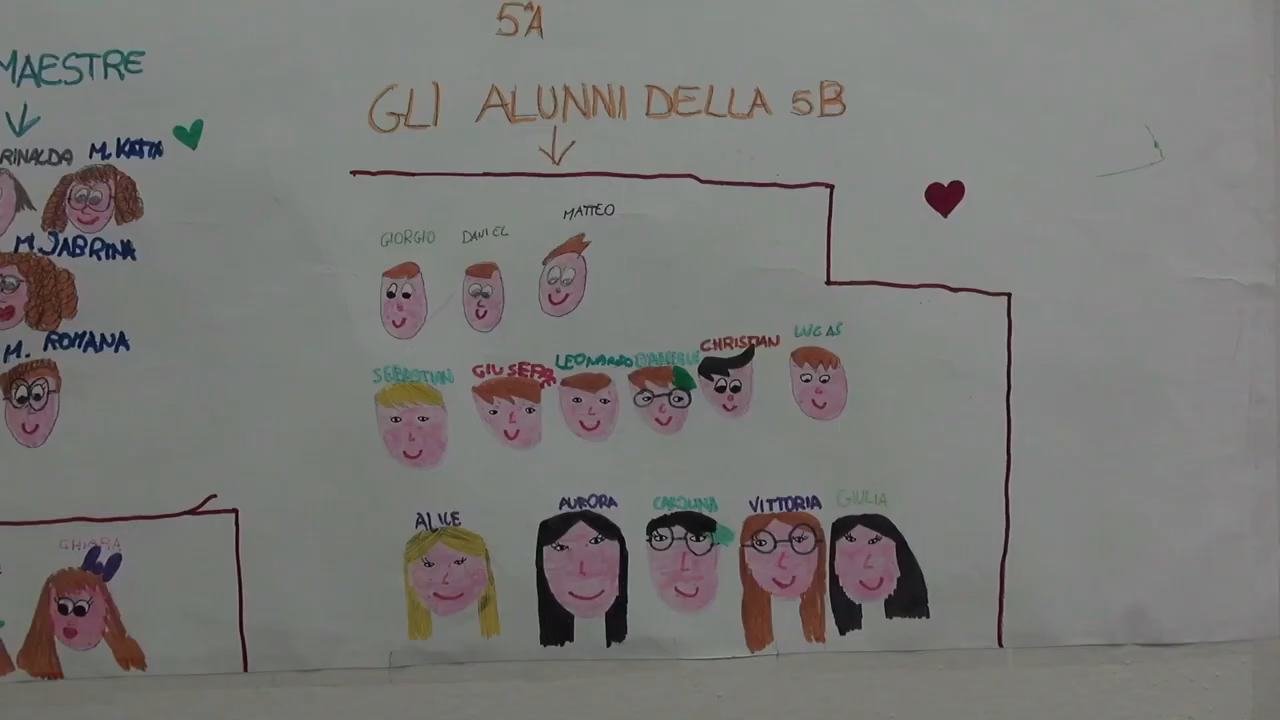 5ªA
MAESTRE
GLI ALUNNI DELLA 5B
RINALDA M. KATIA
M. SABRINA
M. ROMANA
MATTEO
GIORGIO DANIEL
LUCAS
CHRISTIAN
SEBASTIAN GIUSEPPE LEONARDO DANIELE
ALICE AURORA CAROLINA VITTORIA GIULIA
CHIARA